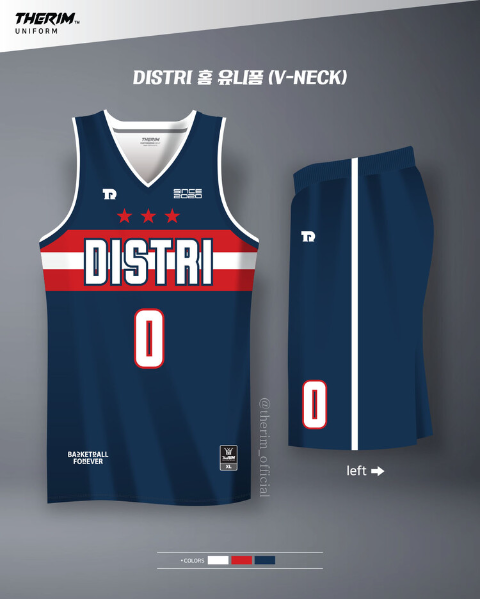 THERIM™
UNIFORM
DISTRI 홈 유니폼 (V-NECK)
THERIM
SINCE
2020
DISTRI
0
0
BASKETBALL
FOREVER
XL
@therim_official
left
COLORS